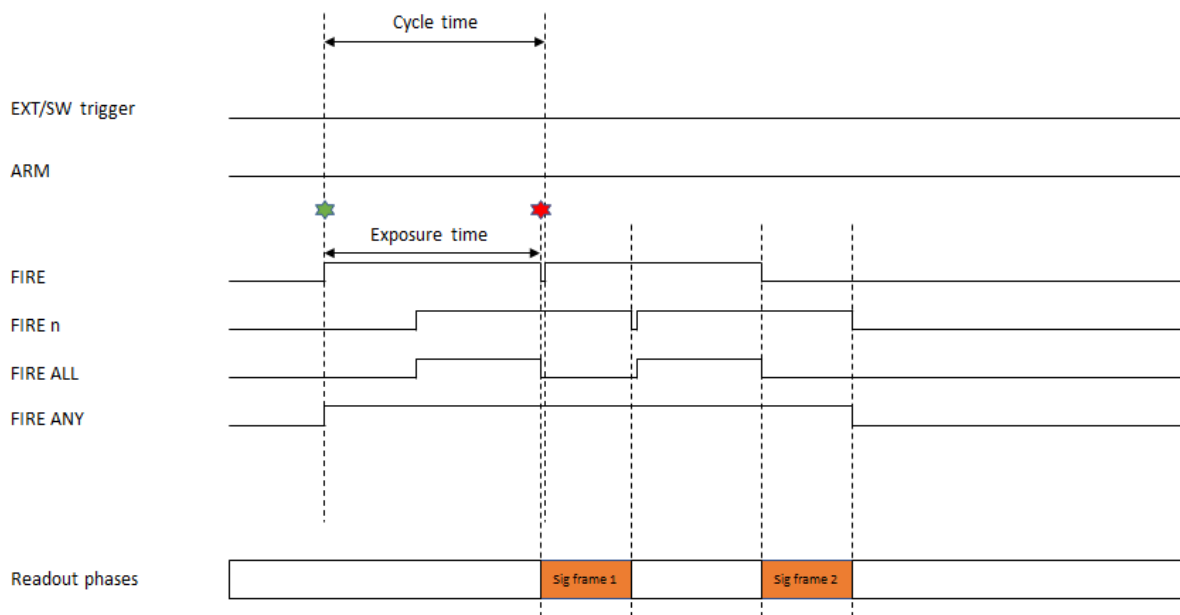 Cycle time
EXT/SW trigger
ARM
Exposure time
FIRE
FIRE n
FIRE ALL
FIRE ANY
Readout phases
Sig frame 1
Sig frame 2